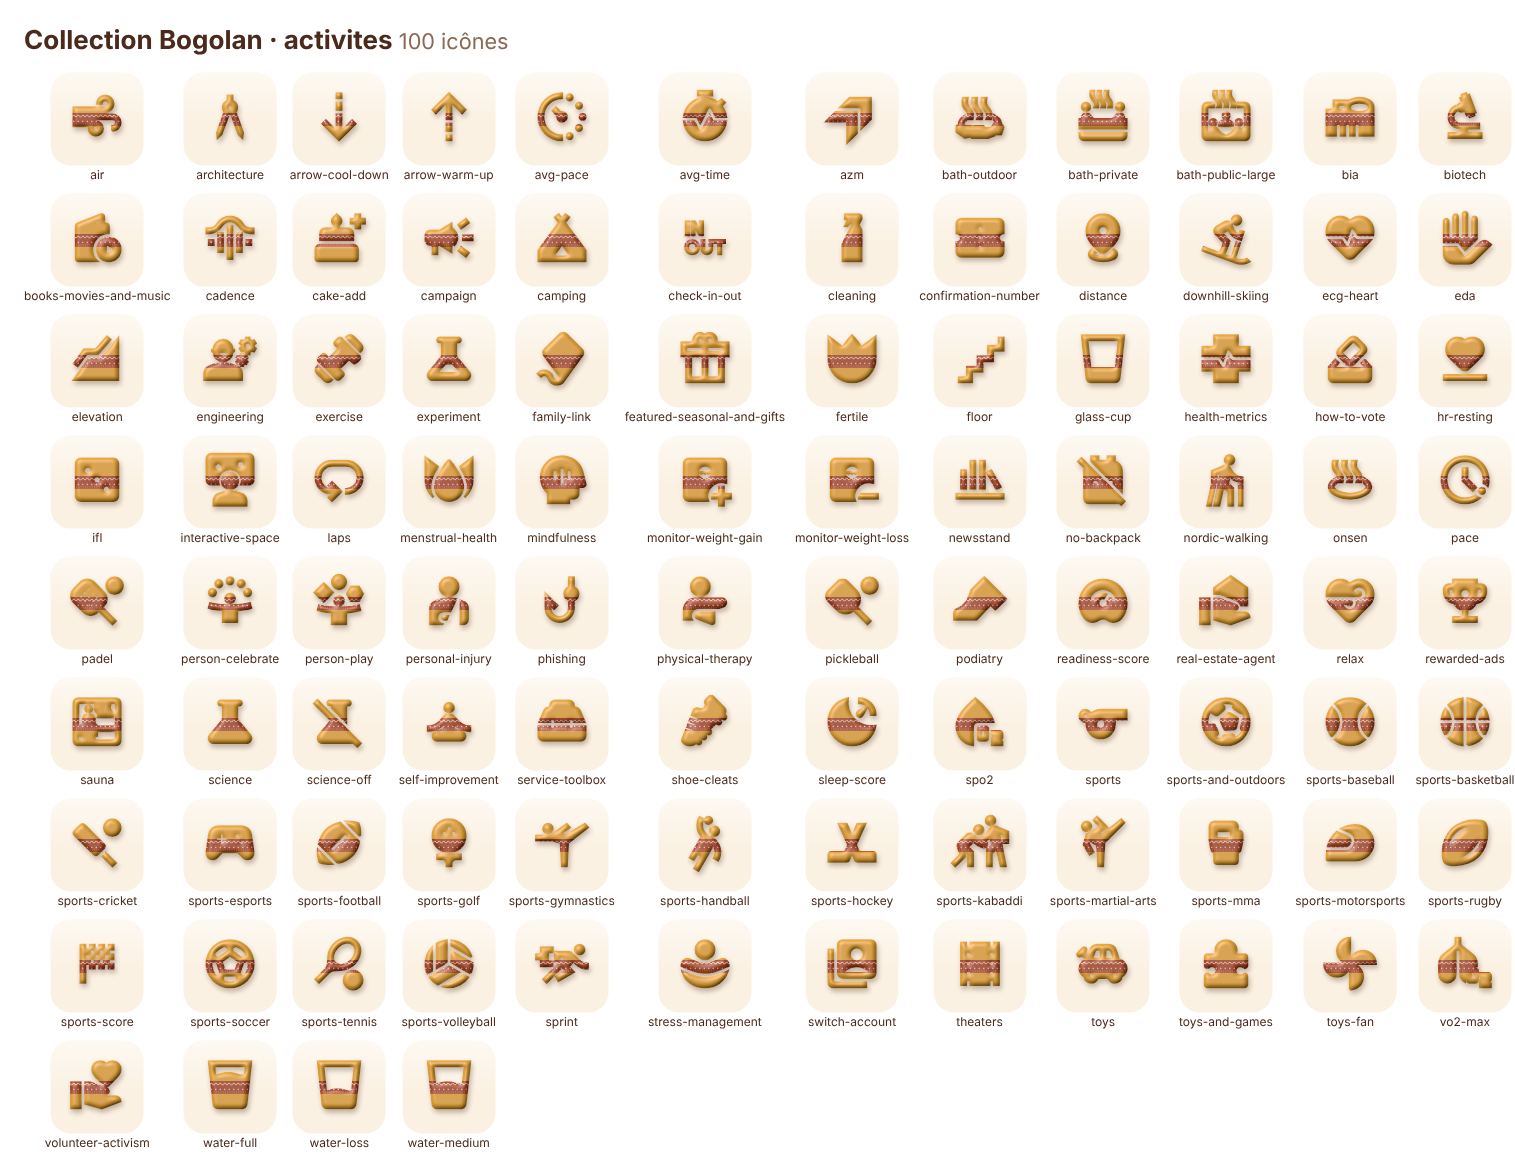 Collection Bogolan · activites 100 icônes
air architecture arrow-cool-down arrow-warm-up avg-pace avg-time azm bath-outdoor bath-private bath-public-large bia biotech
IN
OUT
books-movies-and-music cadence cake-add campaign camping check-in-out cleaning confirmation-number distance downhill-skiing ecg-heart eda
elevation engineering exercise experiment family-link featured-seasonal-and-gifts fertile floor glass-cup health-metrics how-to-vote hr-resting
ifl interactive-space laps menstrual-health mindfulness monitor-weight-gain monitor-weight-loss newsstand no-backpack nordic-walking onsen pace
padel person-celebrate person-play personal-injury phishing physical-therapy pickleball podiatry readiness-score real-estate-agent relax rewarded-ads
sauna science science-off self-improvement service-toolbox shoe-cleats sleep-score spo2 sports sports-and-outdoors sports-baseball sports-basketball
sports-cricket sports-esports sports-football sports-golf sports-gymnastics sports-handball sports-hockey sports-kabaddi sports-martial-arts sports-mma sports-motorsports sports-rugby
sports-score sports-soccer sports-tennis sports-volleyball sprint stress-management switch-account theaters toys toys-and-games toys-fan vo2-max
volunteer-activism water-full water-loss water-medium